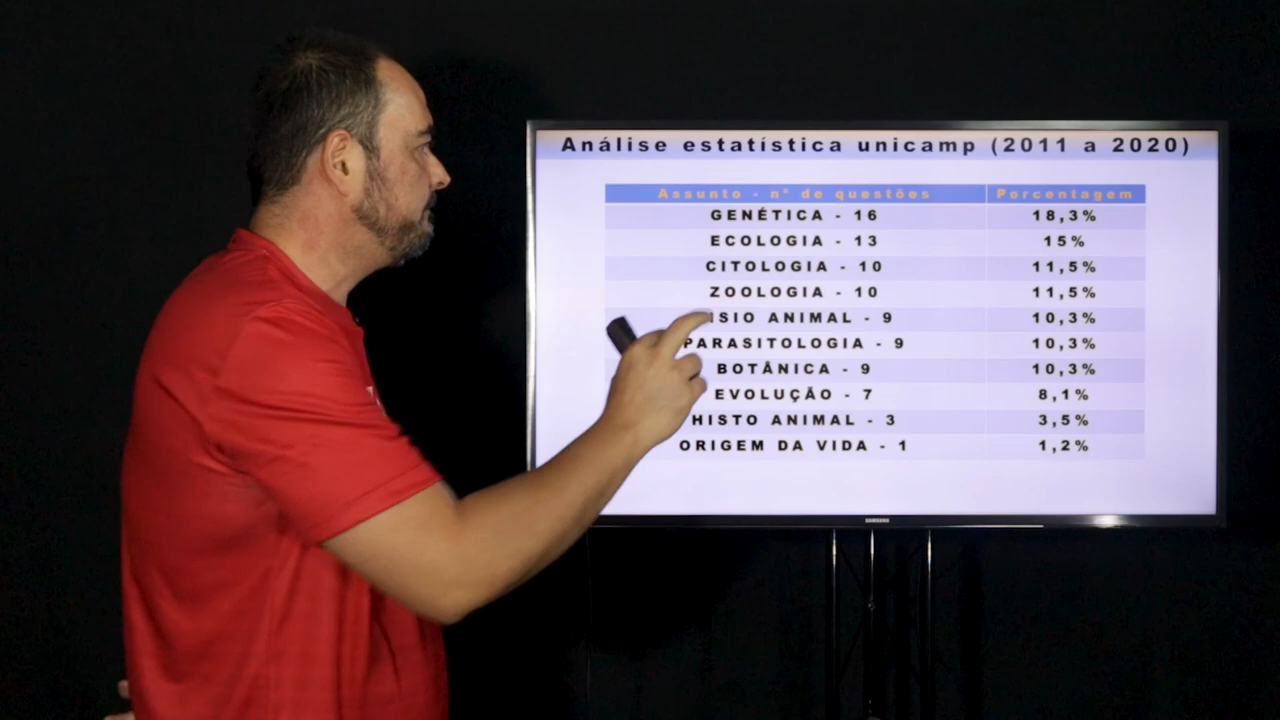 Análise estatística unicamp (2011 a 2020)
Assunto - nº de questões Porcentagem
GENÉTICA - 16 18,3%
ECOLOGIA - 13 15%
CITOLOGIA - 10 11,5%
ZOOLOGIA - 10 11,5%
ANIMAL - 9 10,3%
PARASITOLOGIA - 9 10,3%
BOTÂNICA - 9 10,3%
EVOLUÇÃO - 7 8,1%
HISTO ANIMAL - 3 3,5%
ORIGEM DA VIDA - 1 1,2%
SAMSUNG